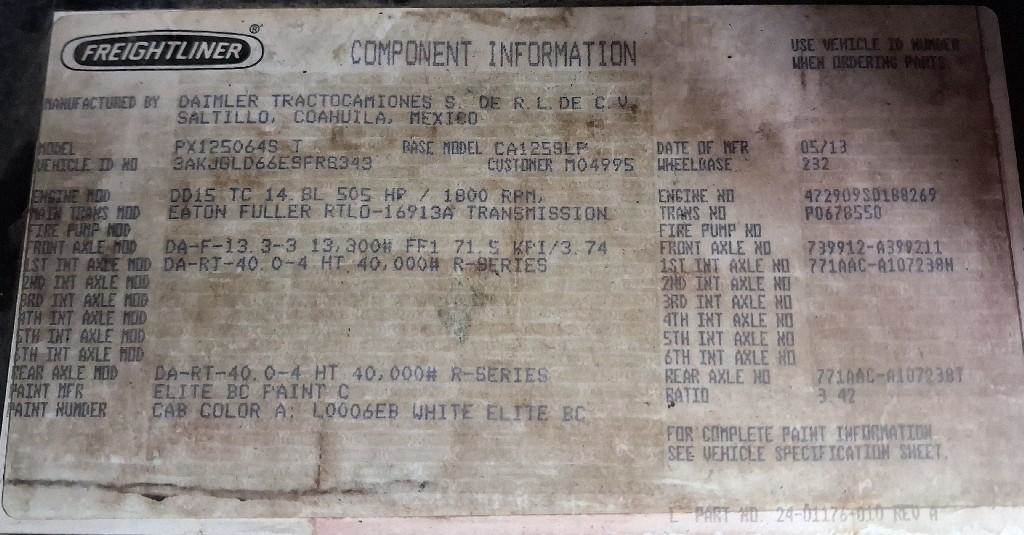 FREIGHTLINER®
COMPONENT INFORMATION
USE VEHICLE ID NUMBER
WHEN ORDERING PARTS
MANUFACTURED BY DAIMLER TRACTOCAMIONES S. DE R.L. DE C.V.
SALTILLO, COAHUILA, MEXICO
MODEL PX125064S T BASE MODEL CA125SLP DATE OF MFR 05/13
VEHICLE ID NO CUSTOMER M04995 WHEELBASE 232
ENGINE MOD DD15 TC 14.8L 505 HP / 1800 RPM, ENGINE NO 472909S0188269
MAIN TRANS MOD EATON FULLER RTLO-16913A TRANSMISSION TRANS NO P0678550
FIRE PUMP MOD FIRE PUMP NO
FRONT AXLE MOD DA-F-13.3-3 13,300# FF1 71.5 KPI/3.74 FRONT AXLE NO 739912-A399211
1ST INT AXLE MOD DA-RT-40.0-4 HT 40,000# R-SERIES 1ST INT AXLE NO 771AAC-A107238H
2ND INT AXLE MOD 2ND INT AXLE NO
3RD INT AXLE MOD 3RD INT AXLE NO
4TH INT AXLE MOD 4TH INT AXLE NO
5TH INT AXLE MOD 5TH INT AXLE NO
6TH INT AXLE MOD 6TH INT AXLE NO
REAR AXLE MOD DA-RT-40.0-4 HT 40,000# R-SERIES REAR AXLE NO 771AAC-A107238T
PAINT MFR ELITE BC PAINT C RATIO 3.42
PAINT NUMBER CAB COLOR A: L0006EB WHITE ELITE BC
FOR COMPLETE PAINT INFORMATION
SEE VEHICLE SPECIFICATION SHEET.
PART NO. 24-01176-010 REV A